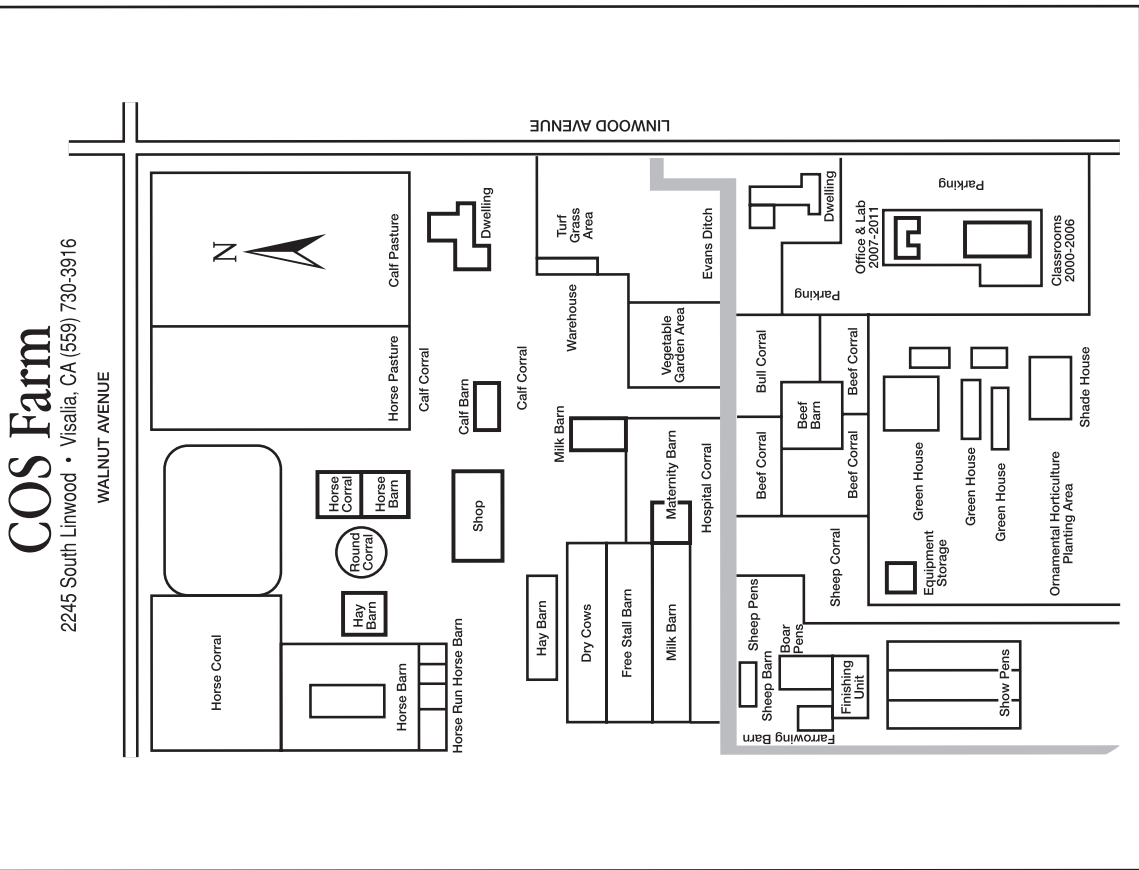 COS Farm
2245 South Linwood • Visalia, CA (559) 730-3916
WALNUT AVENUE
LINWOOD AVENUE
N
Horse Corral
Horse Pasture
Calf Pasture
Horse
Corral
Horse
Barn
Round
Corral
Hay
Barn
Horse Barn
Horse Run Horse Barn
Calf Corral
Calf Barn
Dwelling
Shop
Calf Corral
Hay Barn
Milk Barn
Warehouse
Turf
Grass
Area
Dry Cows
Free Stall Barn
Milk Barn
Maternity Barn
Hospital Corral
Vegetable
Garden Area
Evans Ditch
Sheep Pens
Sheep Barn
Boar
Pens
Farrowing Barn
Finishing
Unit
Sheep Corral
Beef Corral
Bull Corral
Beef
Barn
Beef Corral
Beef Corral
Parking
Dwelling
Office & Lab
2007-2011
Parking
Classrooms
2000-2006
Green House
Green House
Green House
Equipment
Storage
Shade House
Ornamental Horticulture
Planting Area
Show Pens